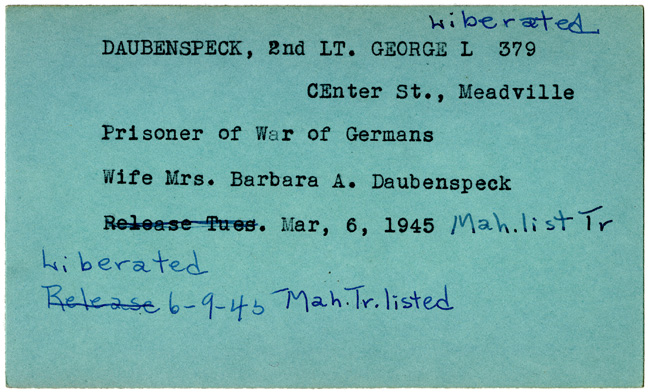 Liberated
DAUBENSPECK, 2nd LT. GEORGE L 379
CEnter St., Meadville
Prisoner of War of Germans
Wife Mrs. Barbara A. Daubenspeck
Release Tues. Mar, 6, 1945 Mah.list Tr
Liberated
Release 6-9-45 Mah.Tr.listed